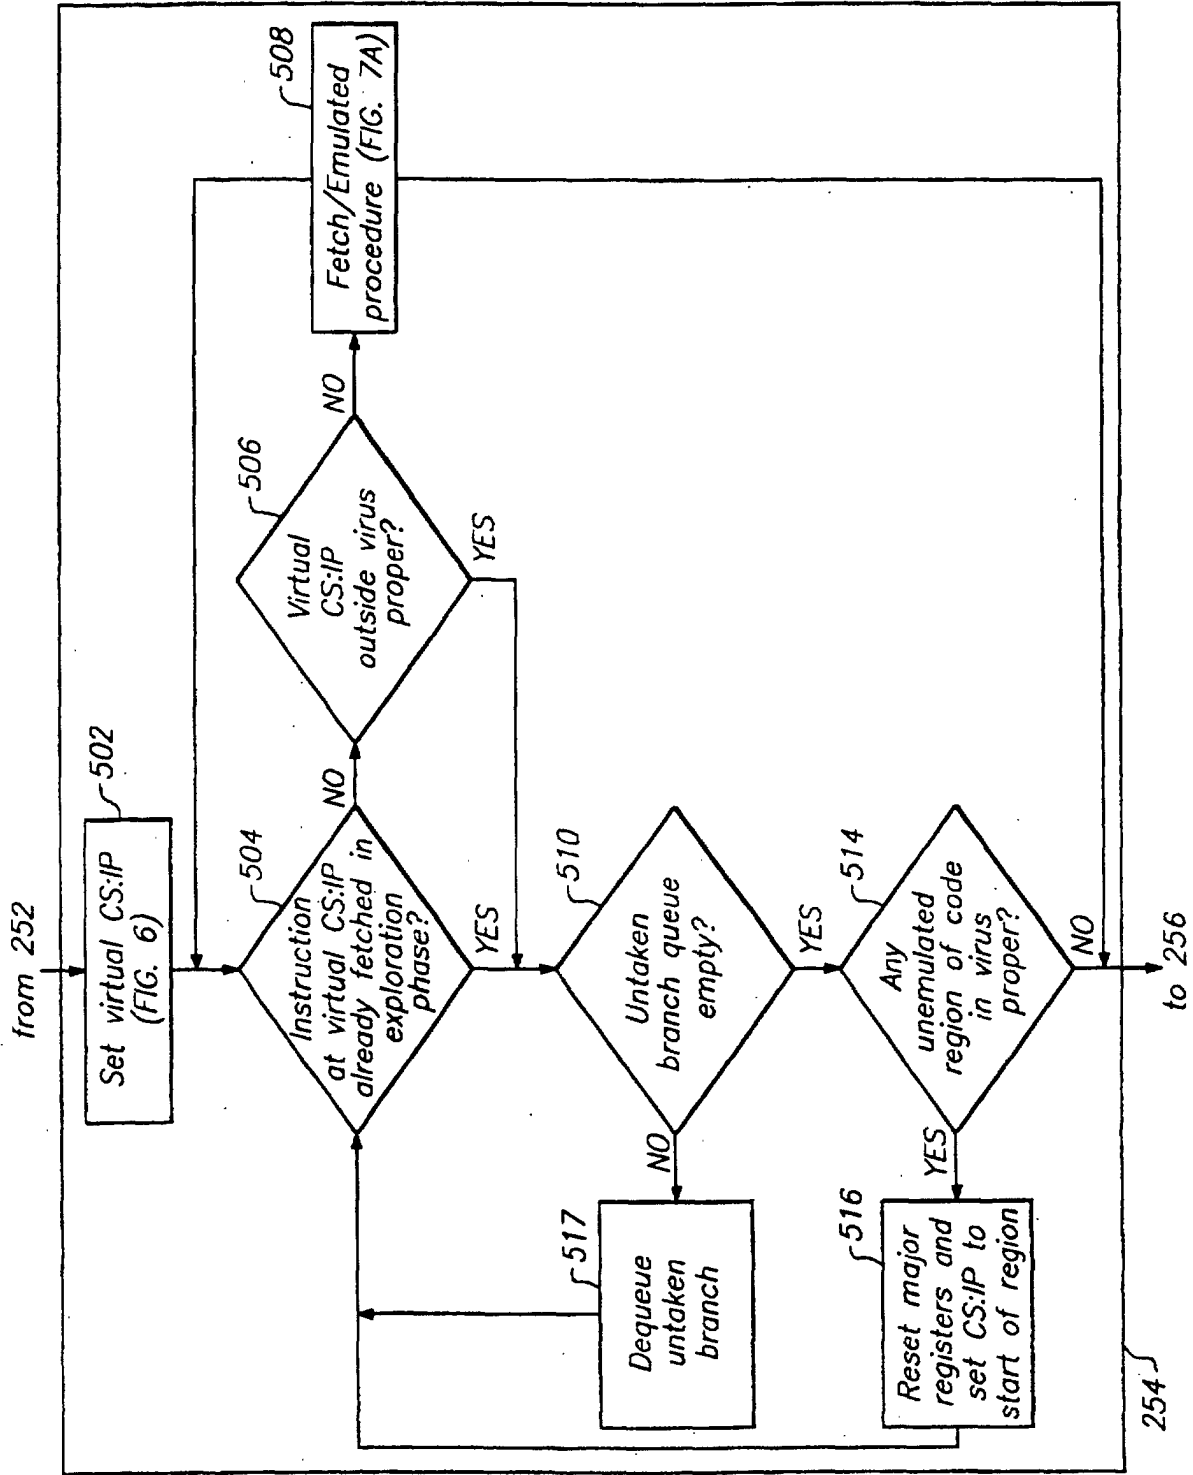 from 252
Set virtual CS:IP
(FIG. 6)
502
Instruction
at virtual CS:IP
already fetched in
exploration
phase?
504
NO
YES
Virtual
CS:IP
outside virus
proper?
506
NO
YES
Fetch/Emulated
procedure (FIG. 7A)
508
Untaken
branch queue
empty?
510
NO
YES
Dequeue
untaken
branch
517
Any
unemulated
region of code
in virus
proper?
514
YES
NO
Reset major
registers and
set CS:IP to
start of region
516
to 256
254